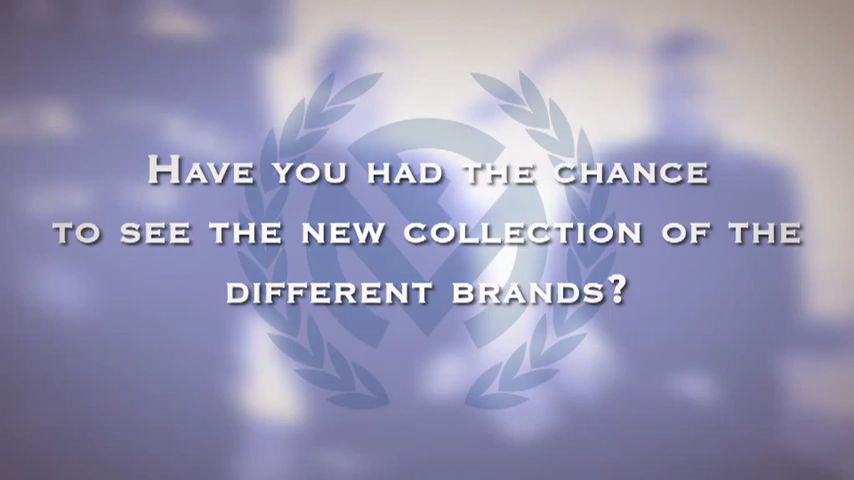 Have you had the chance
to see the new collection of the
different brands?